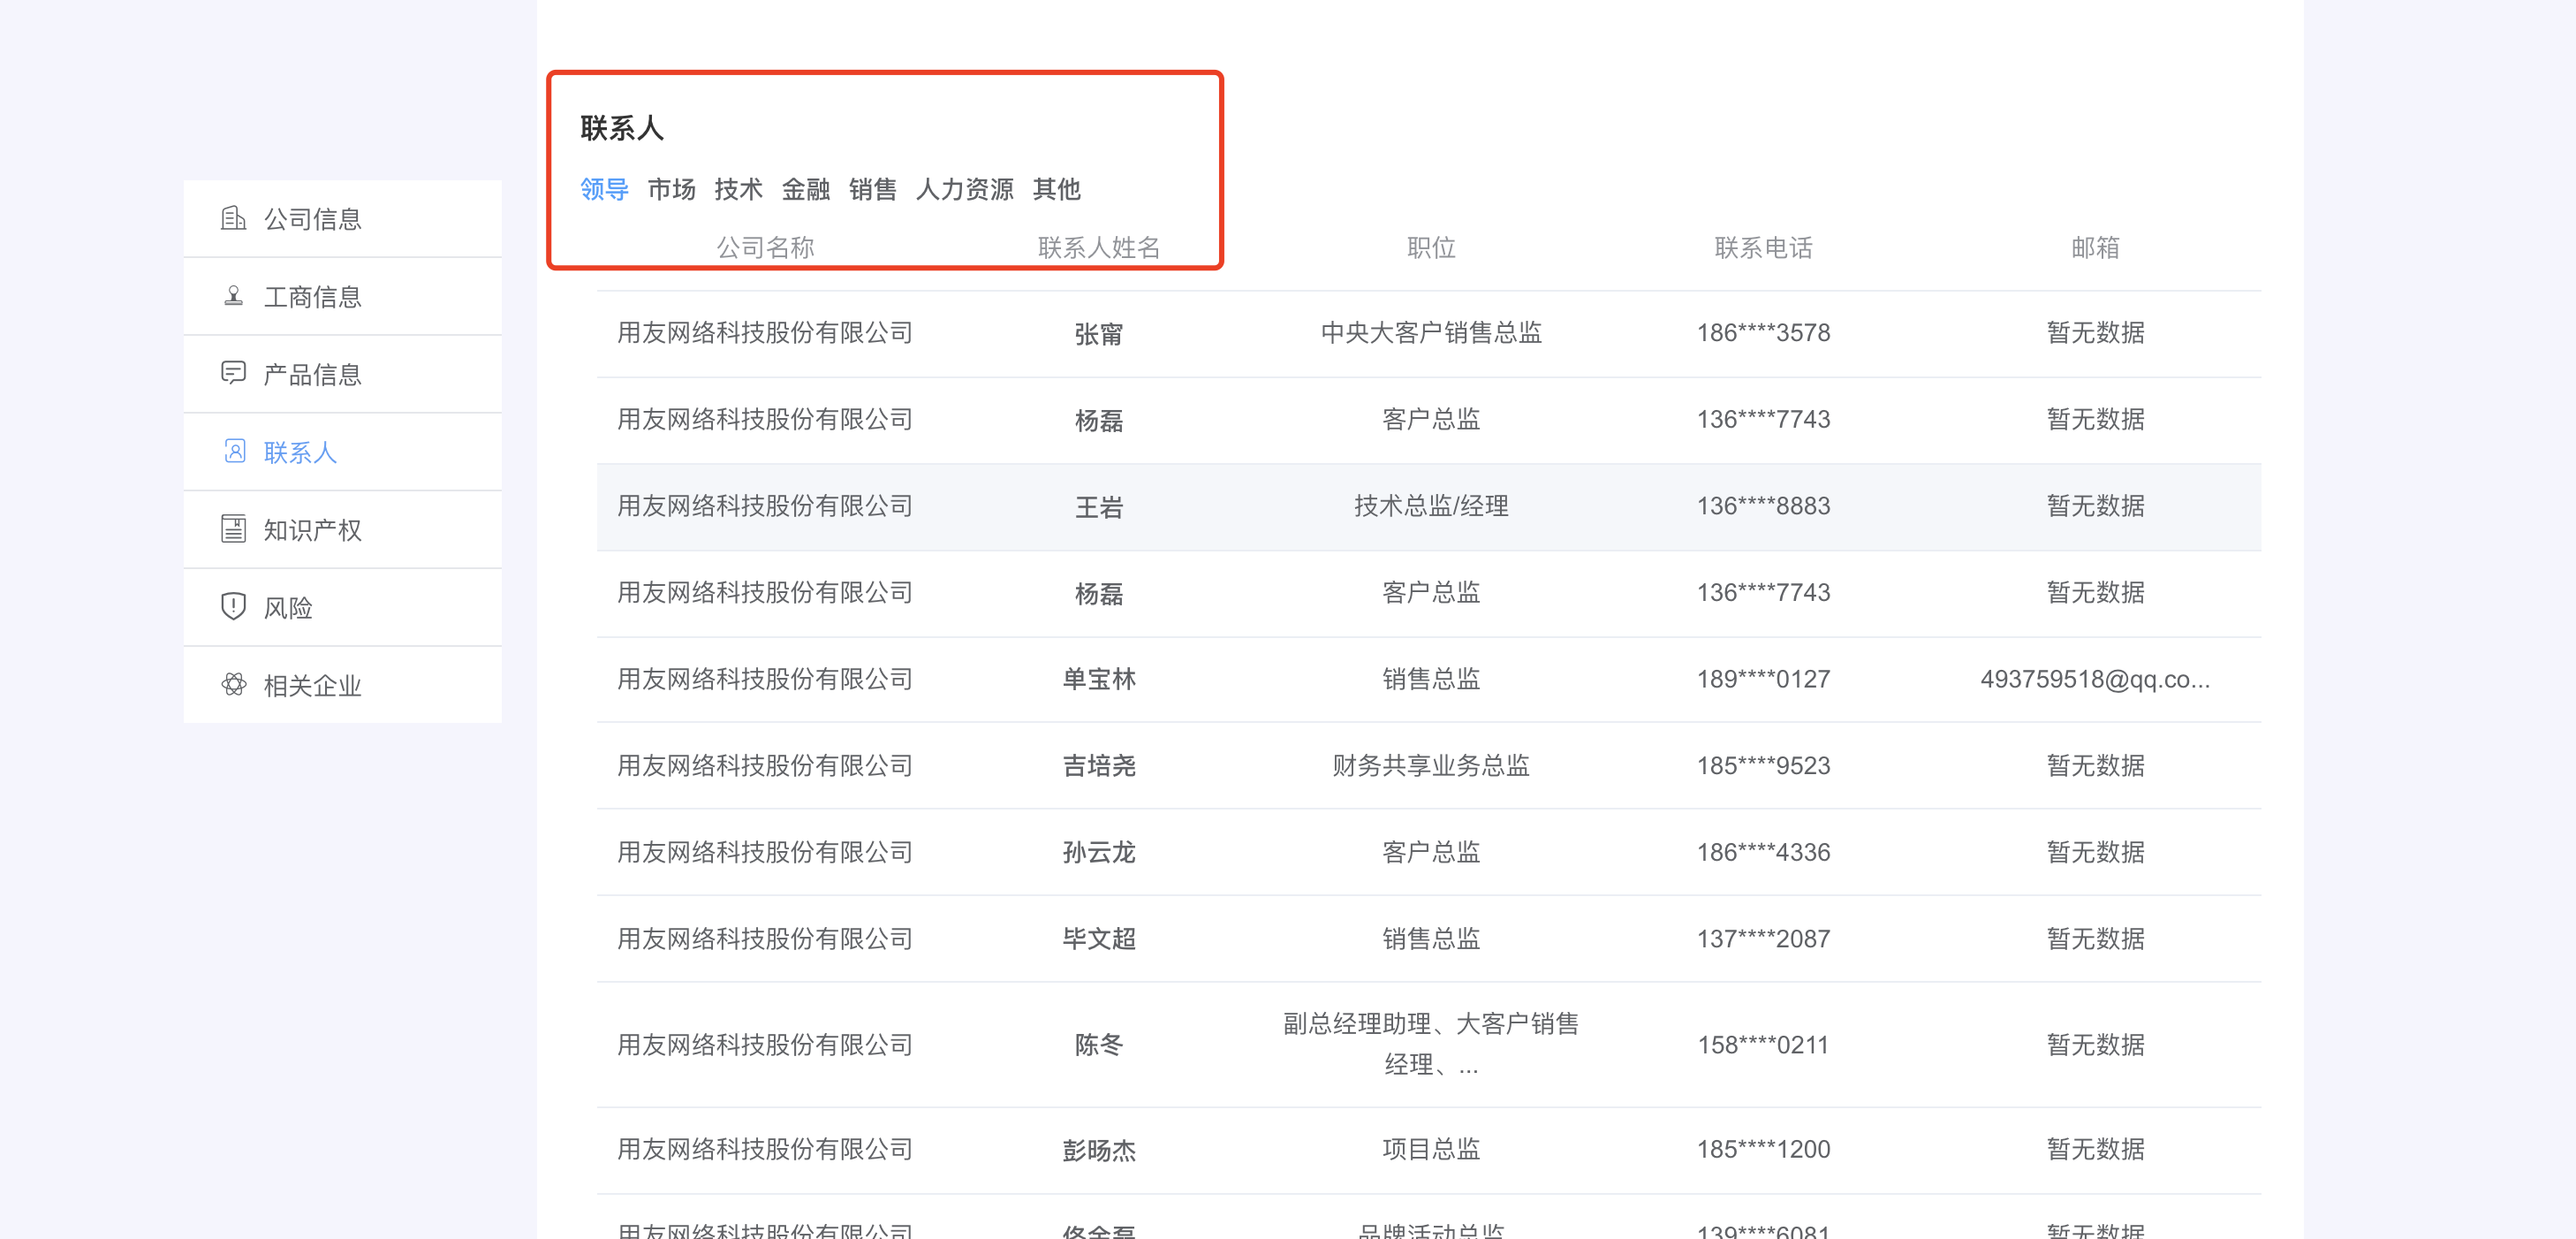 公司信息
工商信息
产品信息
联系人
知识产权
风险
相关企业
联系人
领导 市场 技术 金融 销售 人力资源 其他
公司名称 联系人姓名 职位 联系电话 邮箱
用友网络科技股份有限公司 张甯 中央大客户销售总监 186****3578 暂无数据
用友网络科技股份有限公司 杨磊 客户总监 136****7743 暂无数据
用友网络科技股份有限公司 王岩 技术总监/经理 136****8883 暂无数据
用友网络科技股份有限公司 杨磊 客户总监 136****7743 暂无数据
用友网络科技股份有限公司 单宝林 销售总监 189****0127 493759518@qq.co...
用友网络科技股份有限公司 吉培尧 财务共享业务总监 185****9523 暂无数据
用友网络科技股份有限公司 孙云龙 客户总监 186****4336 暂无数据
用友网络科技股份有限公司 毕文超 销售总监 137****2087 暂无数据
用友网络科技股份有限公司 陈冬 副总经理助理、大客户销售 158****0211 暂无数据
经理、...
用友网络科技股份有限公司 彭旸杰 项目总监 185****1200 暂无数据
用友网络科技股份有限公司 品牌活动总监 139****6081 暂无数据